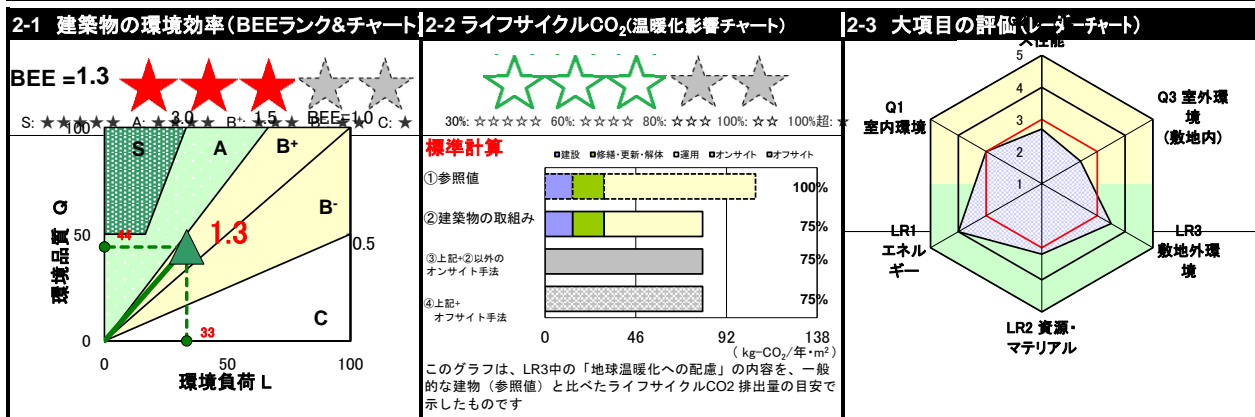 2-1 建築物の環境効率(BEEランク&チャート)
BEE = 1.3
S: ★★★★★ A: ★★★★ B+: ★★★ B-: ★★ C: ★
3.0
1.5
BEE=1.0
100
S
A
B+
B-
0.5
C
50
44
1.3
33
0
0
50
100
環境品質 Q
環境負荷 L
2-2 ライフサイクルCO2(温暖化影響チャート)
30%: ☆☆☆☆☆ 60%: ☆☆☆☆ 80%: ☆☆☆ 100%: ☆☆ 100%超: ★
標準計算
■建設 ■修繕・更新・解体 □運用 ■オンサイト □オフサイト
①参照値
100%
②建築物の取組み
75%
③上記+②以外の
オンサイト手法
75%
④上記+
オフサイト手法
75%
0 46 92 138
( kg-CO2/年・m2 )
このグラフは、LR3中の「地球温暖化への配慮」の内容を、一般
的な建物(参照値)と比べたライフサイクルCO2 排出量の目安で
示したものです
2-3 大項目の評価(レーダーチャート)
ス性能
5
4
3
2
1
Q1
室内環境
Q3 室外環
境
(敷地内)
LR1
エネル
ギー
LR3
敷地外環
境
LR2 資源・
マテリアル